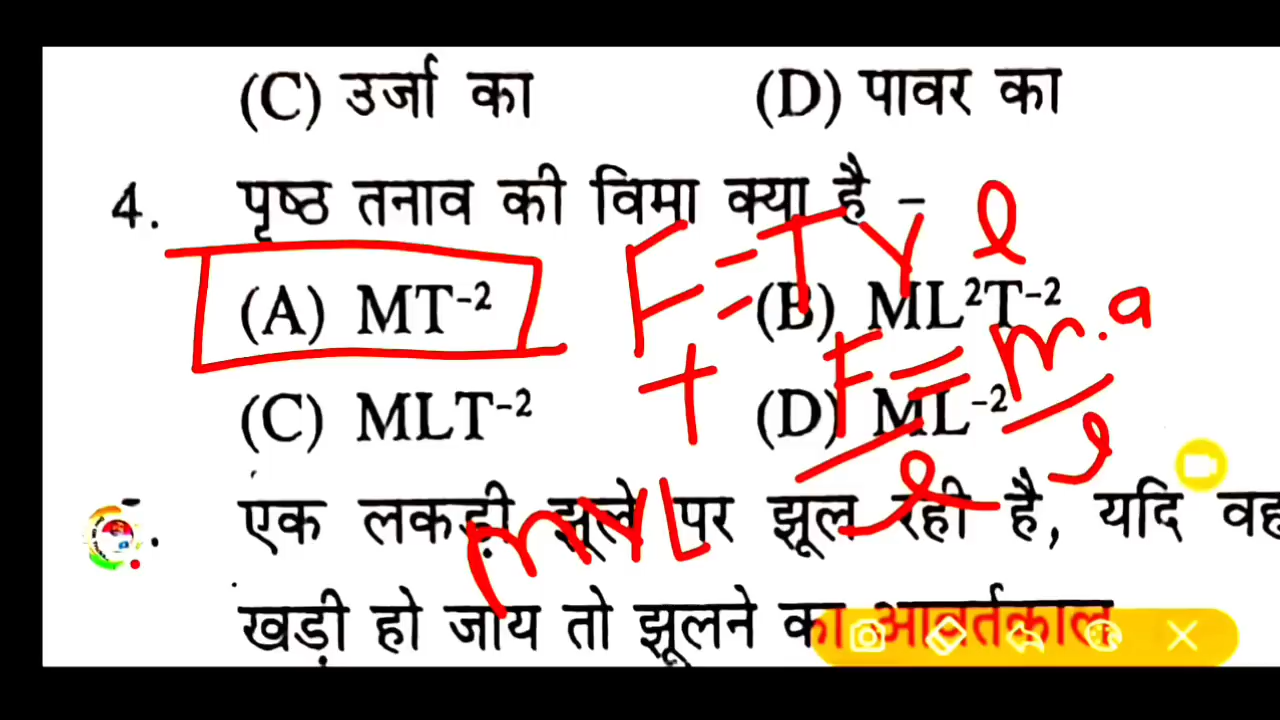 (C) उर्जा का (D) पावर का
4. पृष्ठ तनाव की विमा क्या है -
F = T × l
(A) MT⁻² (B) ML²T⁻²
F = m.a
(C) MLT⁻² (D) ML⁻²
l l
एक लकड़ी झूले पर झूल रही है, यदि वह
m × L
खड़ी हो जाय तो झूलने का आवर्तकाल